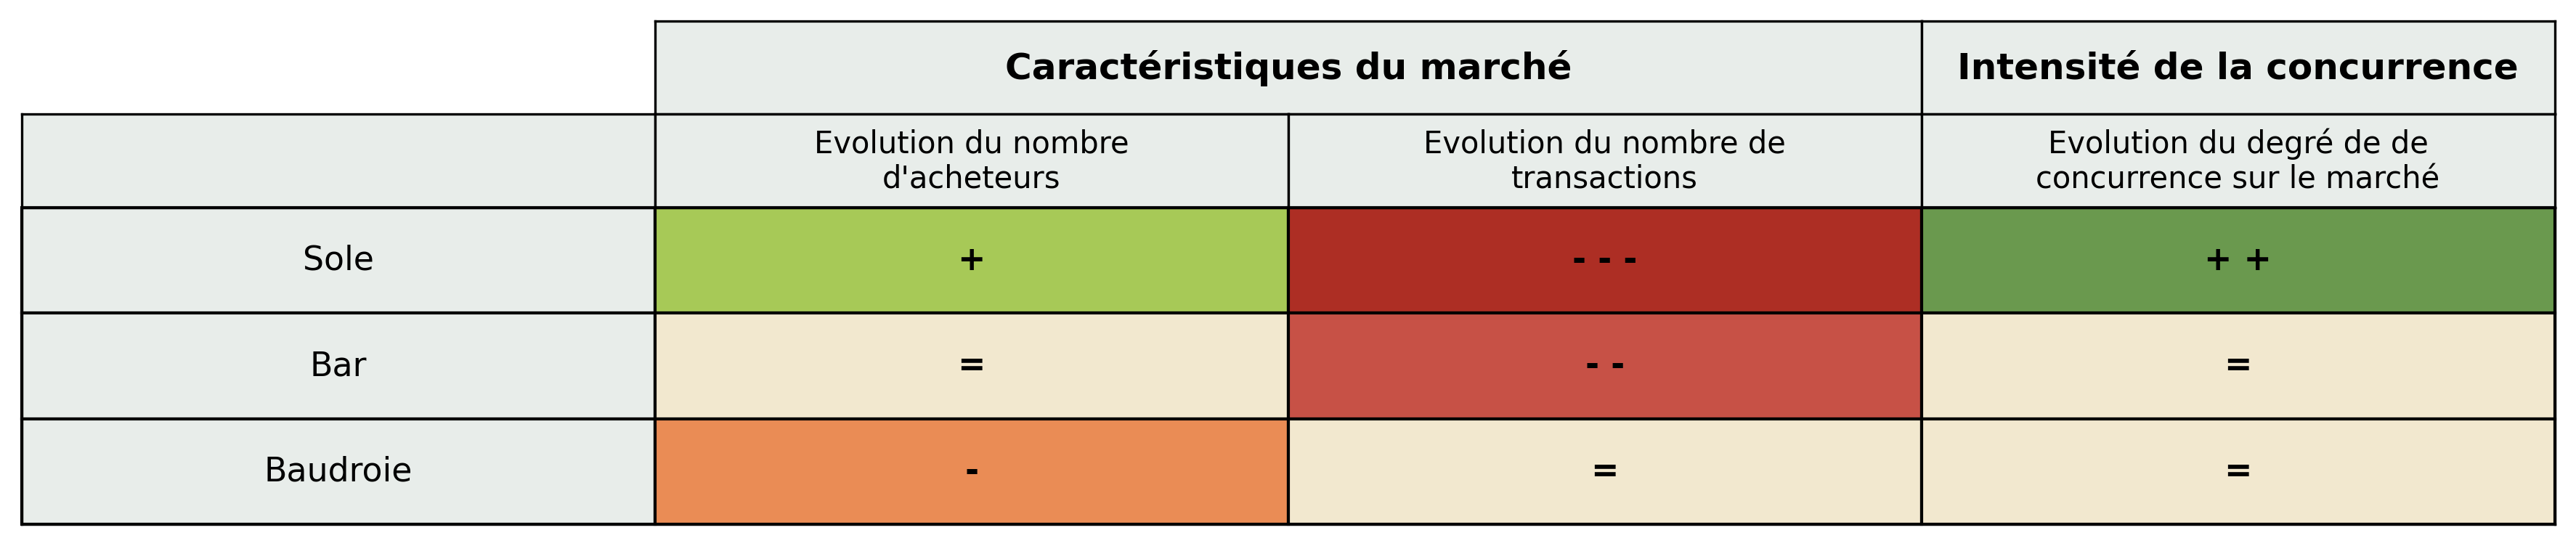 Caractéristiques du marché
Intensité de la concurrence
Evolution du nombre
d'acheteurs
Evolution du nombre de
transactions
Evolution du degré de de
concurrence sur le marché
Sole
+
- - -
+ +
Bar
=
- -
=
Baudroie
-
=
=